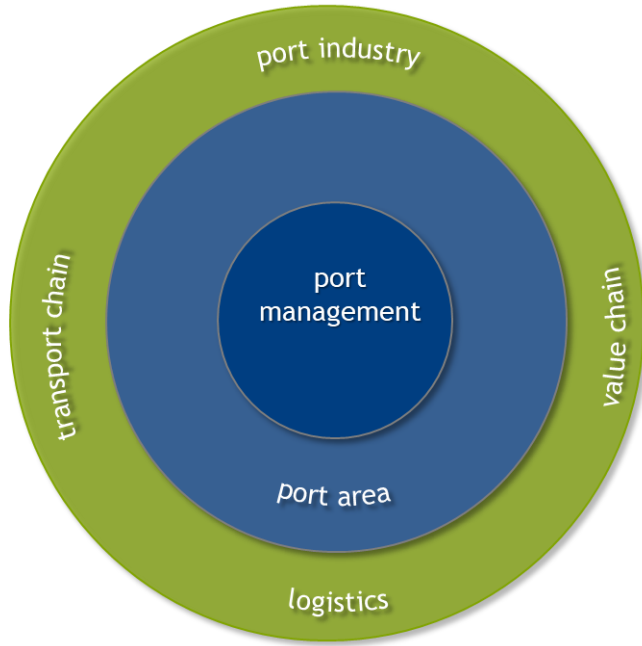 port industry
transport chain
port
management
value chain
port area
logistics